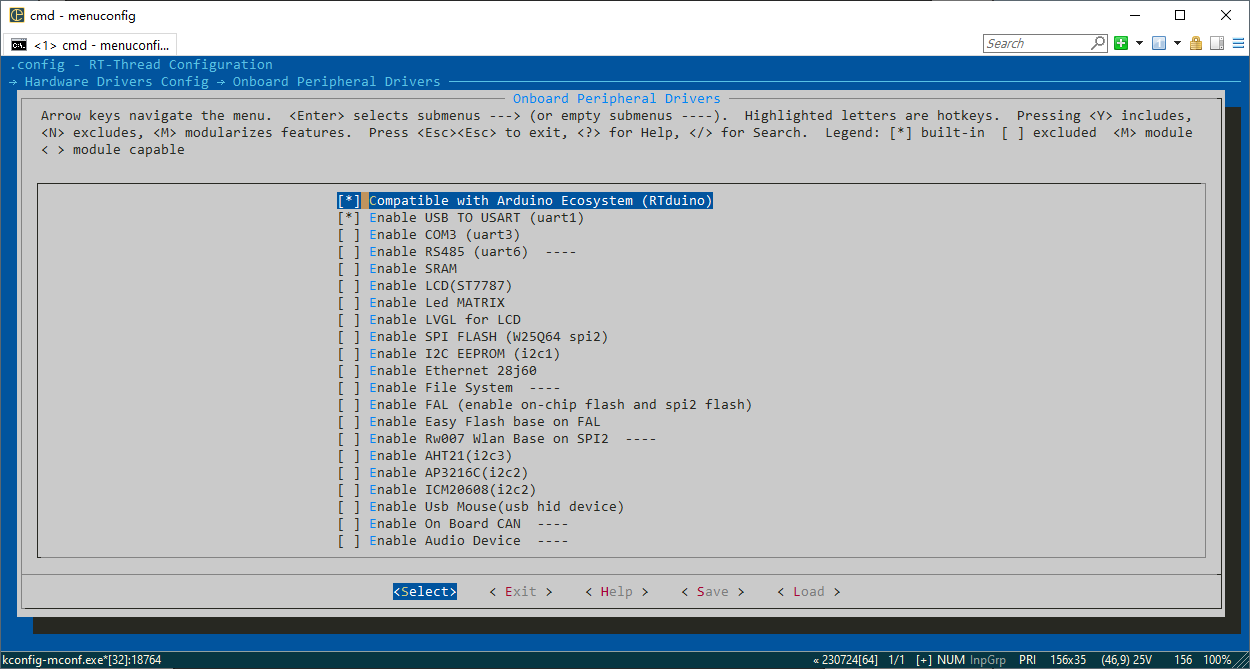 cmd - menuconfig
<1> cmd - menuconfi...
Search
.config - RT-Thread Configuration
→ Hardware Drivers Config → Onboard Peripheral Drivers
Onboard Peripheral Drivers
Arrow keys navigate the menu.  <Enter> selects submenus ---> (or empty submenus ----).  Highlighted letters are hotkeys.  Pressing <Y> includes,
<N> excludes, <M> modularizes features.  Press <Esc><Esc> to exit, <?> for Help, </> for Search.  Legend: [*] built-in  [ ] excluded  <M> module
< > module capable
[*] Compatible with Arduino Ecosystem (RTduino)
[*] Enable USB TO USART (uart1)
[ ] Enable COM3 (uart3)
[ ] Enable RS485 (uart6)  ----
[ ] Enable SRAM
[ ] Enable LCD(ST7787)
[ ] Enable Led MATRIX
[ ] Enable LVGL for LCD
[ ] Enable SPI FLASH (W25Q64 spi2)
[ ] Enable I2C EEPROM (i2c1)
[ ] Enable Ethernet 28j60
[ ] Enable File System  ----
[ ] Enable FAL (enable on-chip flash and spi2 flash)
[ ] Enable Easy Flash base on FAL
[ ] Enable Rw007 Wlan Base on SPI2  ----
[ ] Enable AHT21(i2c3)
[ ] Enable AP3216C(i2c2)
[ ] Enable ICM20608(i2c2)
[ ] Enable Usb Mouse(usb hid device)
[ ] Enable On Board CAN  ----
[ ] Enable Audio Device  ----
<Select>    < Exit >    < Help >    < Save >    < Load >
kconfig-mconf.exe*[32]:18764    « 230724[64]  1/1  [+] NUM InpGrp  PRI  156x35  (46,9) 25V  156  100%